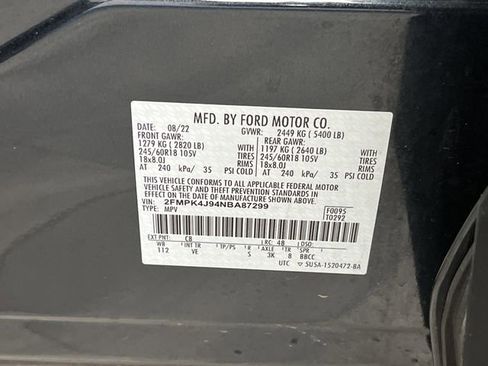 MFD. BY FORD MOTOR CO.
DATE: 08/22 GVWR: 2449 KG ( 5400 LB)
FRONT GAWR: REAR GAWR:
1279 KG ( 2820 LB) WITH 1197 KG ( 2640 LB) WITH
245/60R18 105V TIRES 245/60R18 105V TIRES
18x8.0J RIMS 18x8.0J RIMS
AT 240 kPa/ 35 PSI COLD AT 240 kPa/ 35 PSI COLD
THIS VEHICLE CONFORMS TO ALL APPLICABLE FEDERAL MOTOR
VEHICLE SAFETY AND THEFT PREVENTION STANDARDS IN EFFECT ON
THE DATE OF MANUFACTURE SHOWN ABOVE.
VIN: 2FMPK4J94NBA87299 F0095
TYPE: MPV T0292
EXT PNT: C8 RC: 48 DSO:
WB INT TR TP/PS R AXLE TR SPR
112 VE S 3K 8 BBCC
UTC ▽ 5U5A-1520472-BA